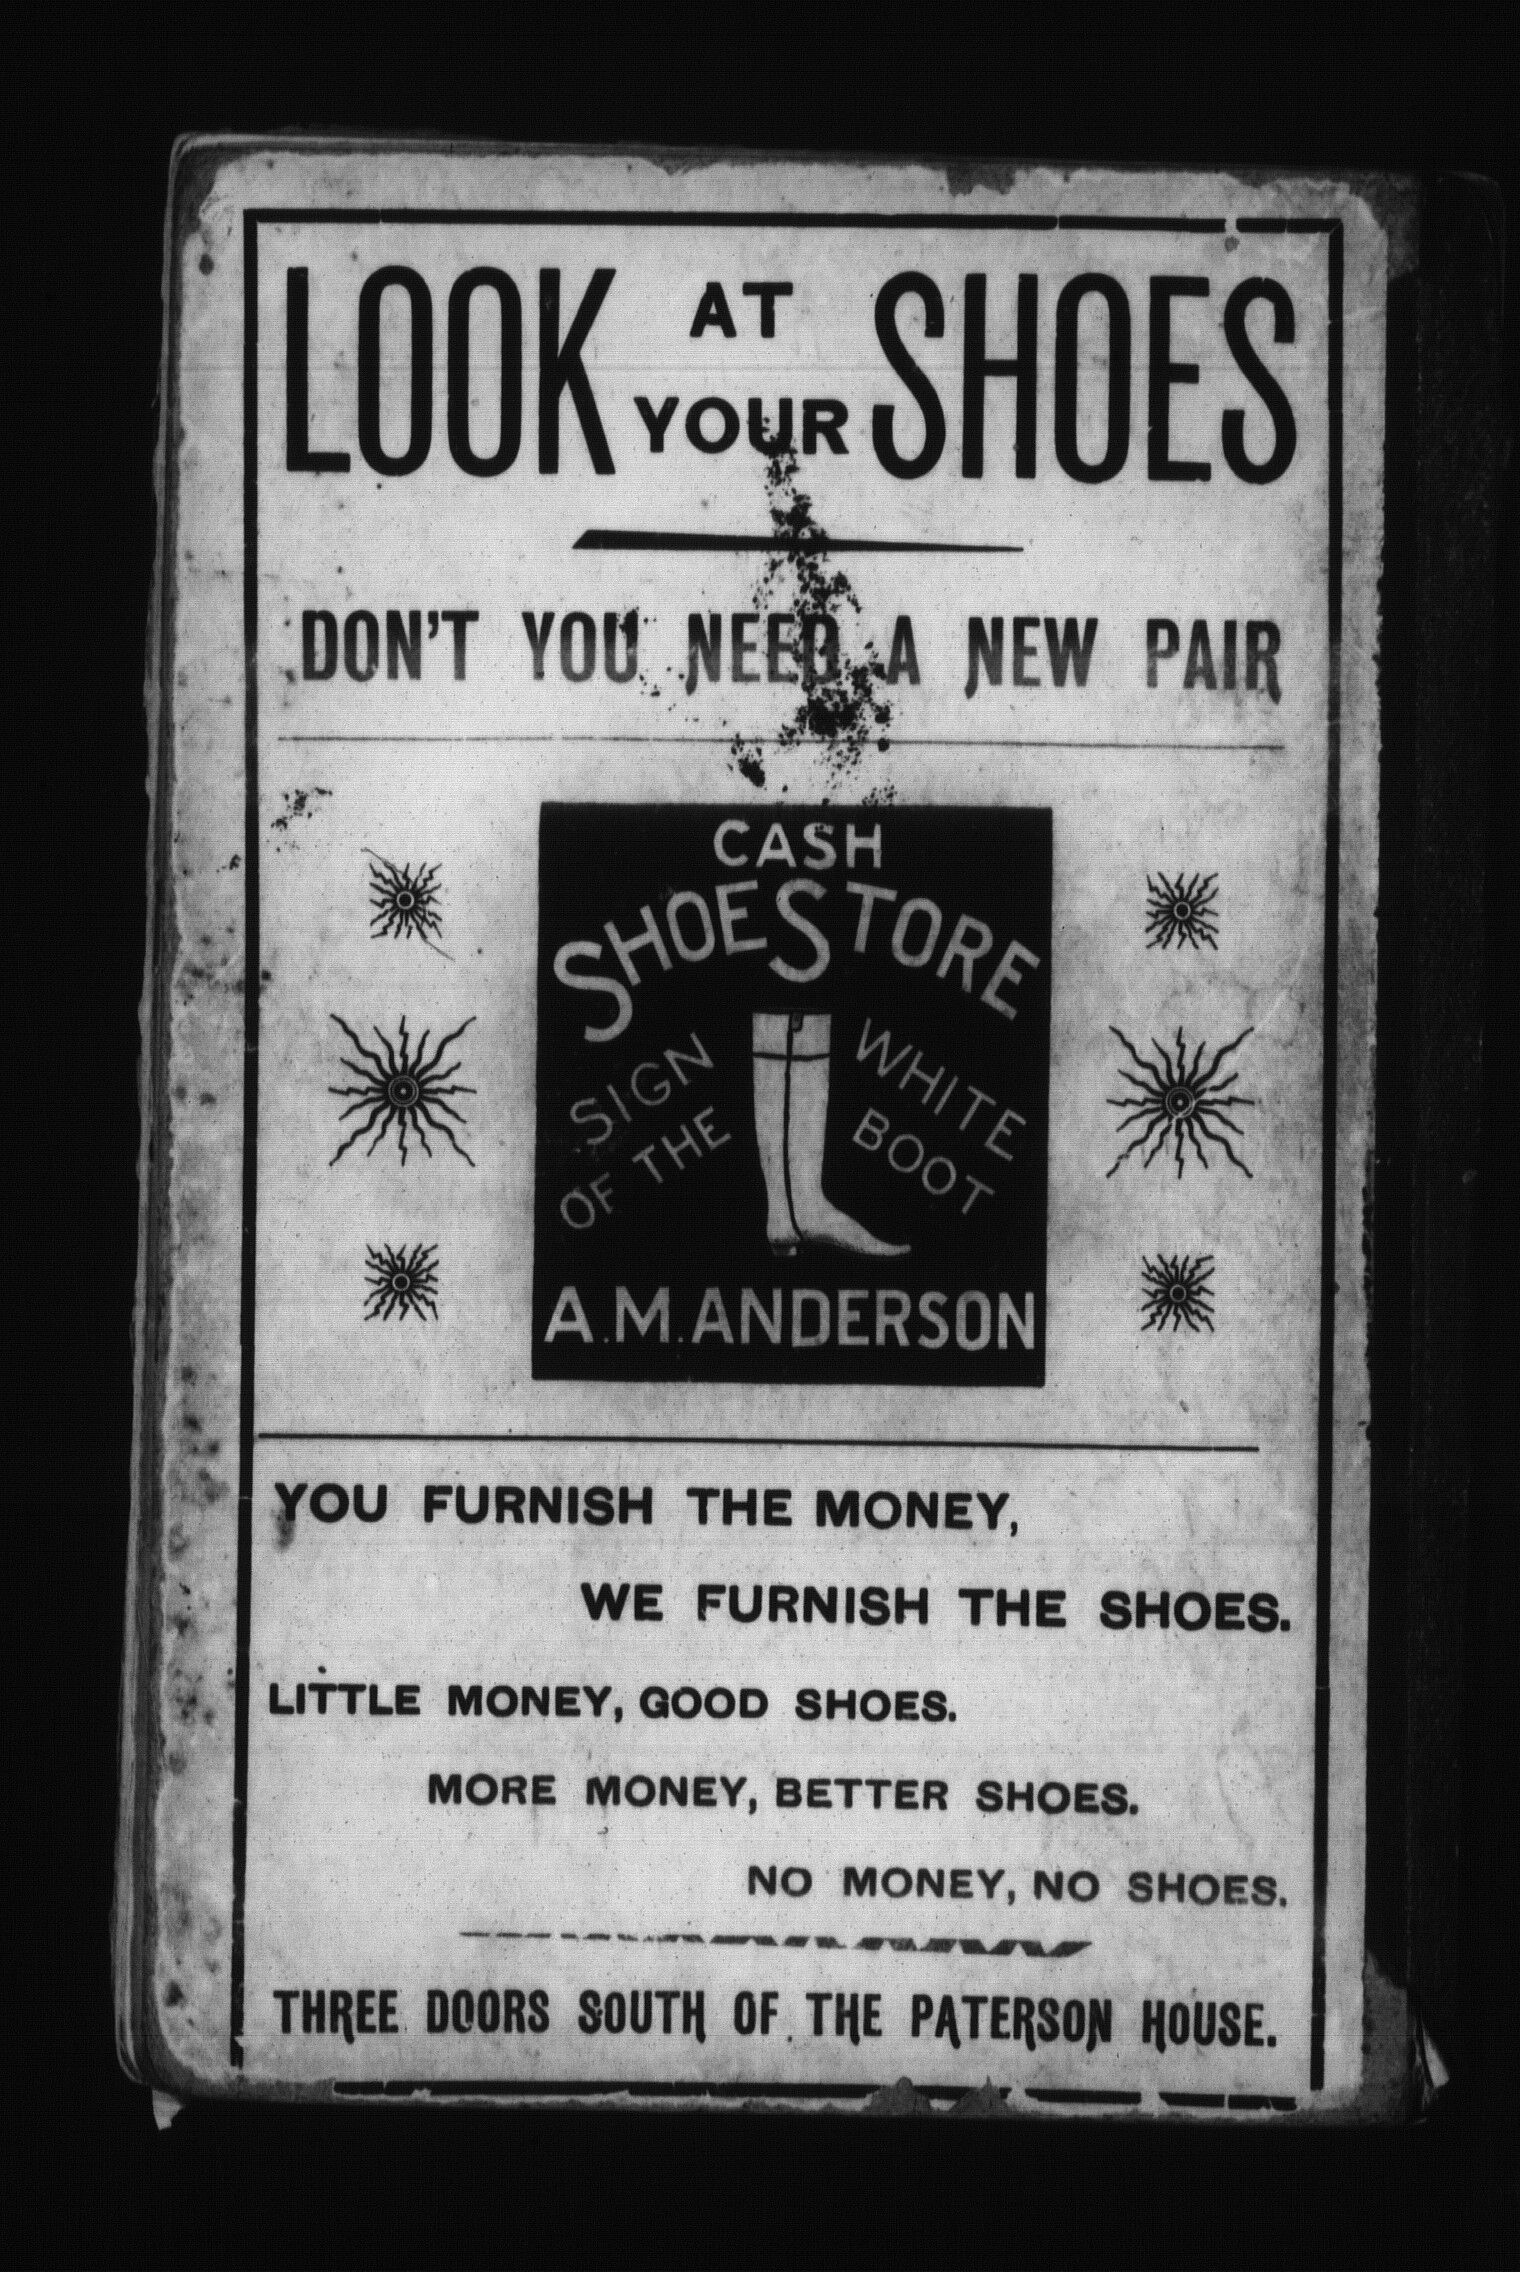 LOOK AT YOUR SHOES
DON'T YOU NEED A NEW PAIR
CASH
SHOE STORE
SIGN OF THE
WHITE BOOT
A. M. ANDERSON
YOU FURNISH THE MONEY,
WE FURNISH THE SHOES.
LITTLE MONEY, GOOD SHOES.
MORE MONEY, BETTER SHOES.
NO MONEY, NO SHOES.
THREE DOORS SOUTH OF THE PATERSON HOUSE.